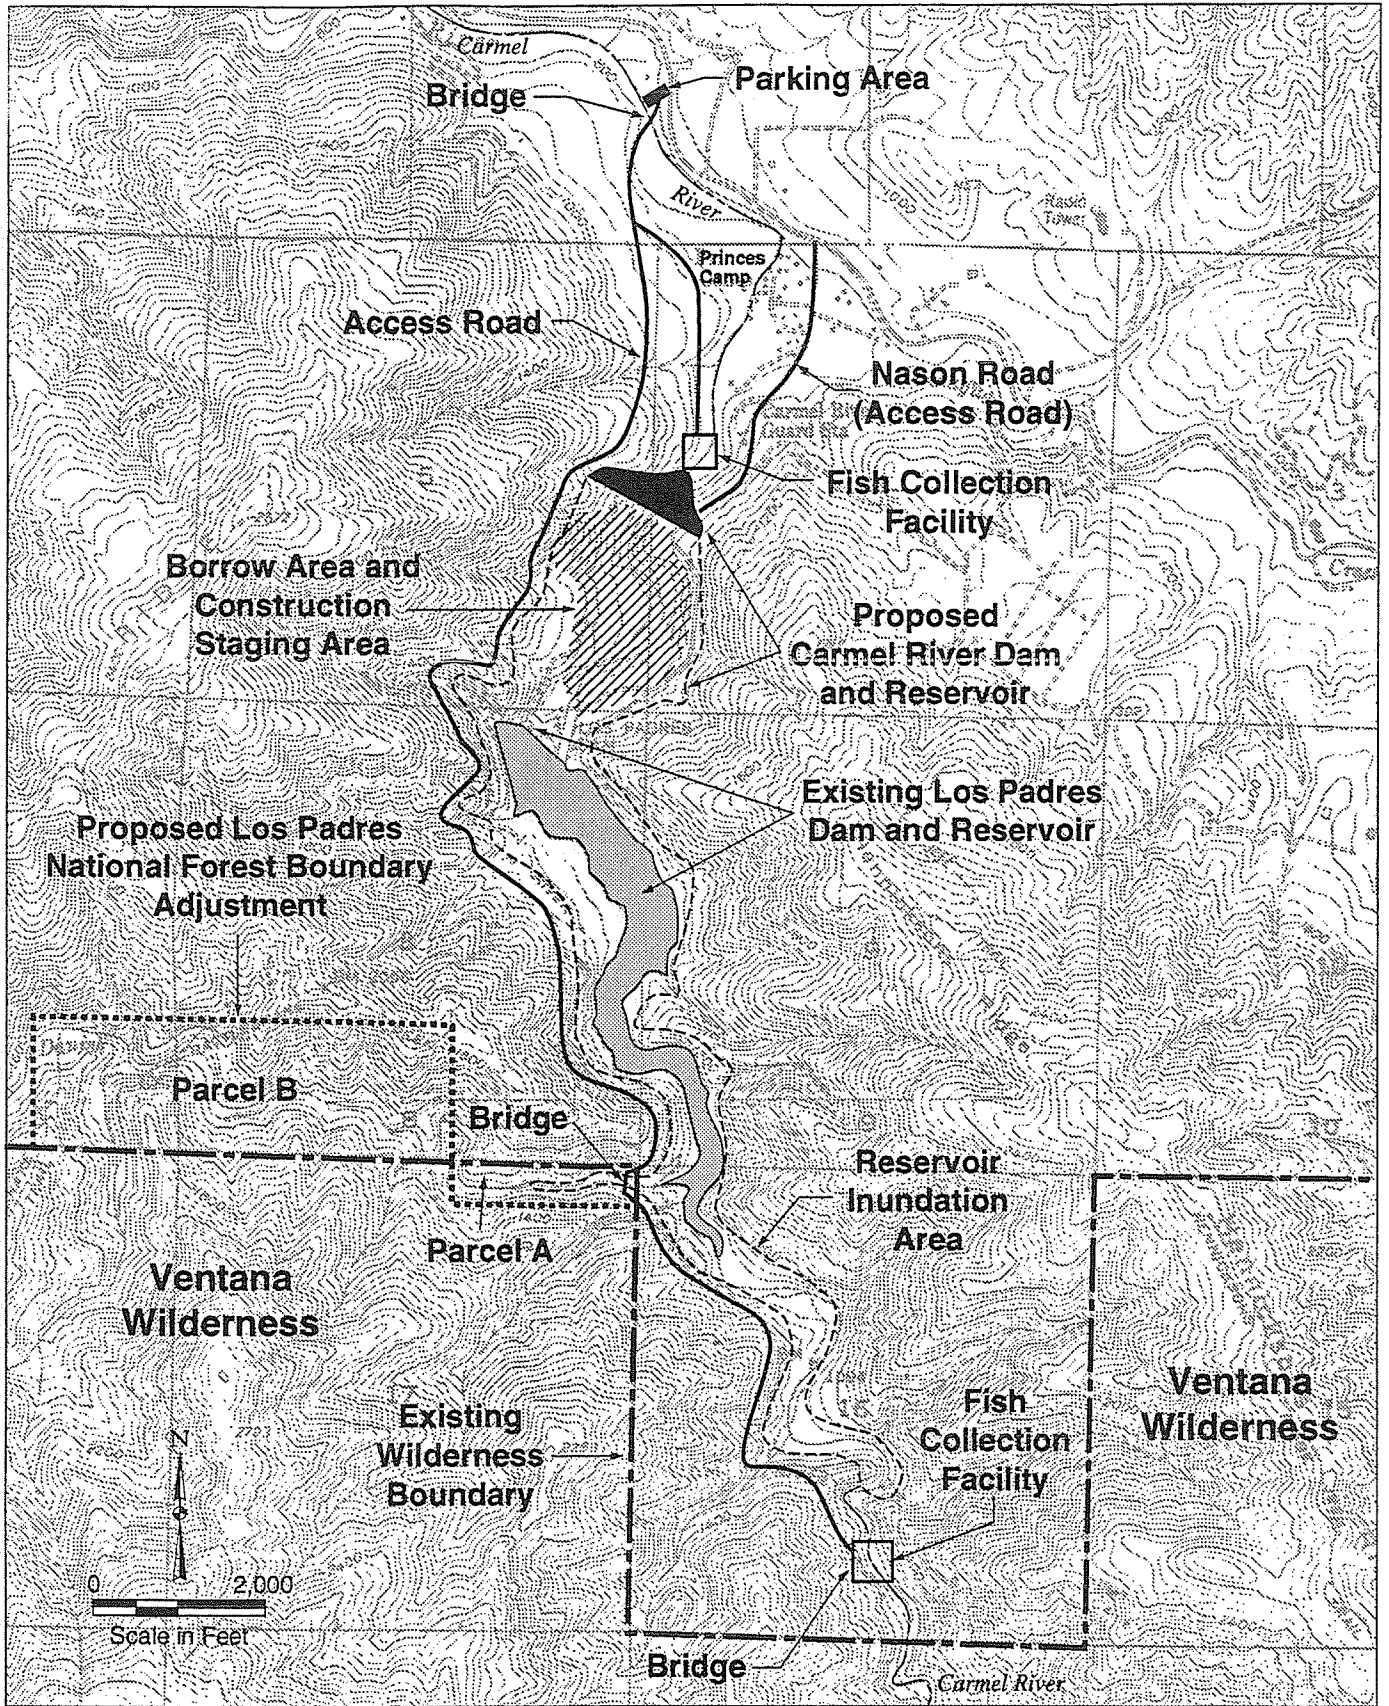 Carmel
Parking Area
Bridge
River
Radio
Tower
1000
1400
Princes
Camp
Access Road
Nason Road
(Access Road)
Fish Collection
Facility
Borrow Area and
Construction
Staging Area
Proposed
Carmel River Dam
and Reservoir
Existing Los Padres
Dam and Reservoir
Proposed Los Padres
National Forest Boundary
Adjustment
Parcel B
Bridge
Reservoir
Inundation
Area
Parcel A
Ventana
Wilderness
Existing
Wilderness
Boundary
Fish
Collection
Facility
Ventana
Wilderness
N
0 2,000
Scale in Feet
Bridge
Carmel River